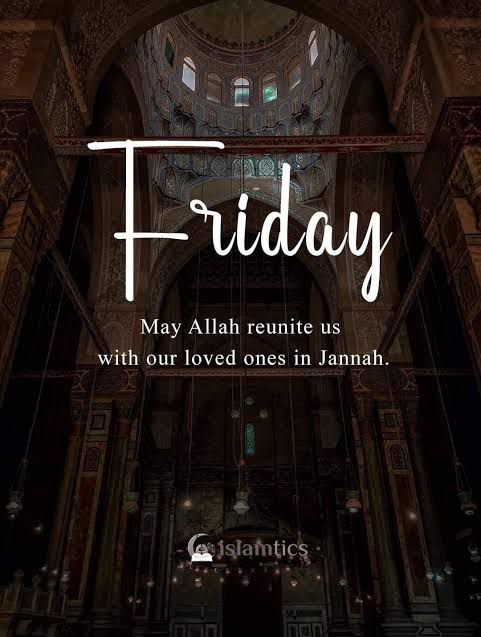 Friday
May Allah reunite us
with our loved ones in Jannah.
islamtics